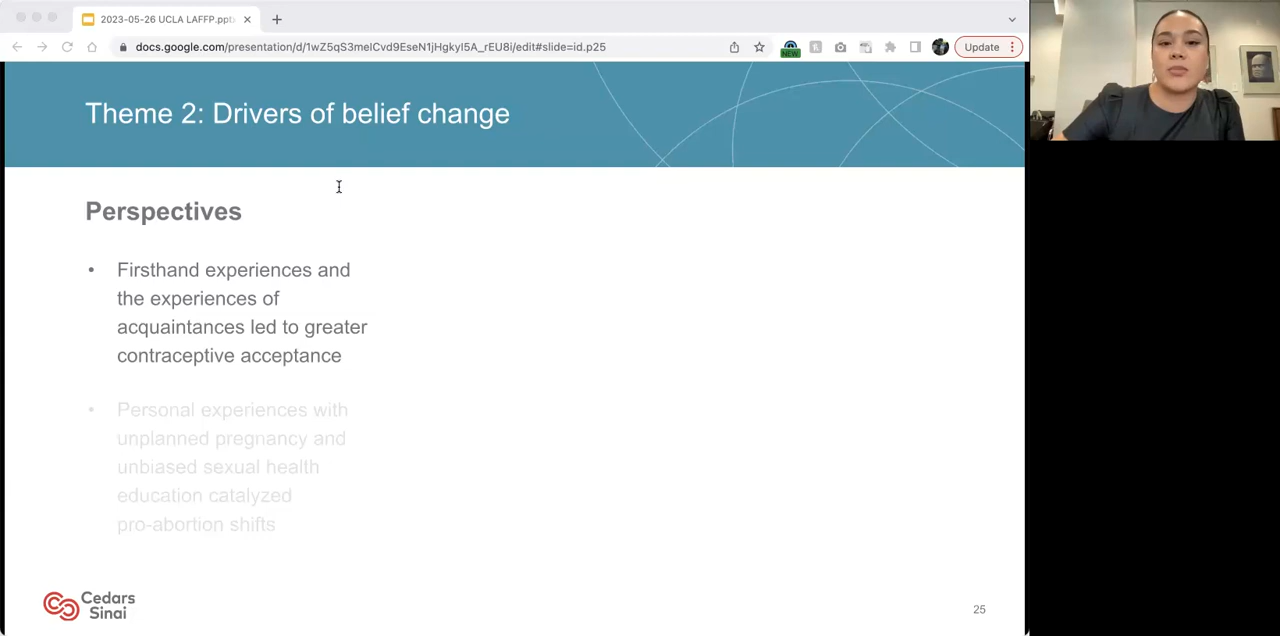 2023-05-26 UCLA LAFFP.ppt
docs.google.com/presentation/d/1wZ5qS3melCvd9EseN1jHgkyI5A_rEU8i/edit#slide=id.p25
NEW
Update
Theme 2: Drivers of belief change
Perspectives
• Firsthand experiences and
the experiences of
acquaintances led to greater
contraceptive acceptance
• Personal experiences with
unplanned pregnancy and
unbiased sexual health
education catalyzed
pro-abortion shifts
Cedars
Sinai
25